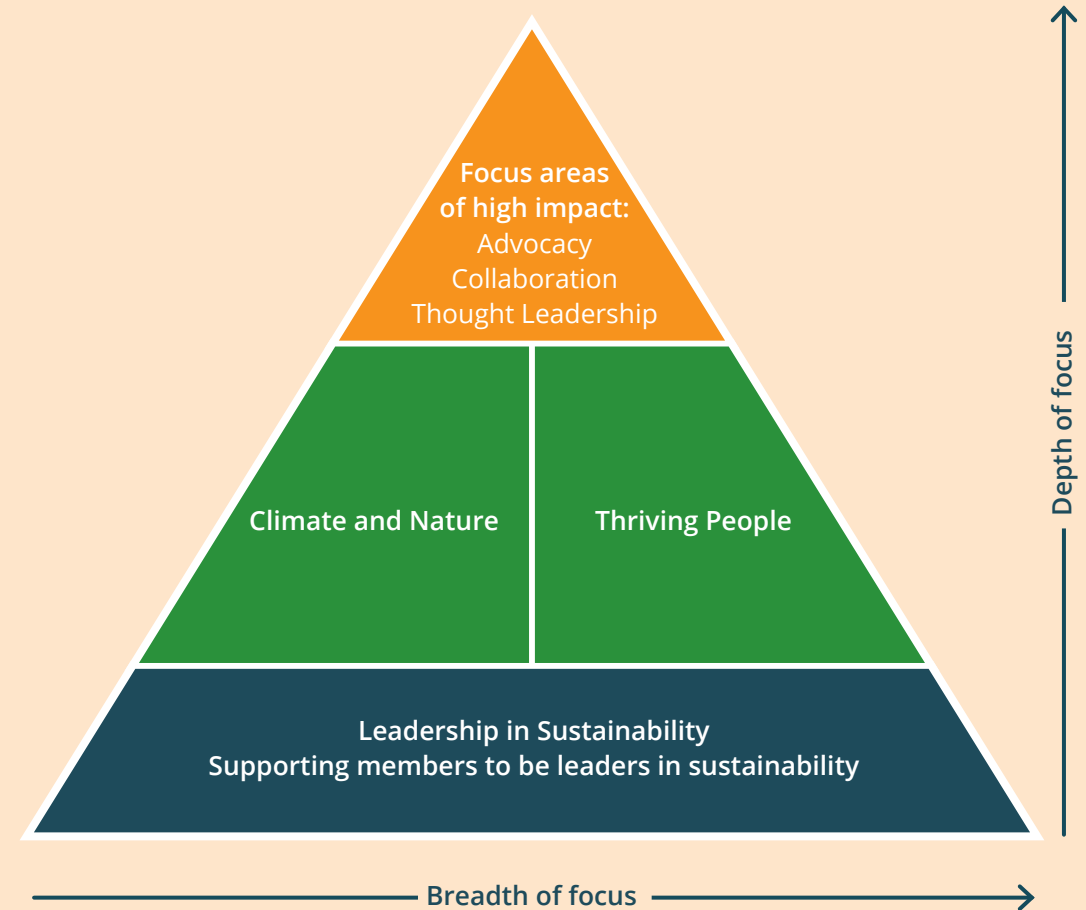 Focus areas
of high impact:
Advocacy
Collaboration
Thought Leadership
Climate and Nature
Thriving People
Leadership in Sustainability
Supporting members to be leaders in sustainability
Depth of focus
Breadth of focus